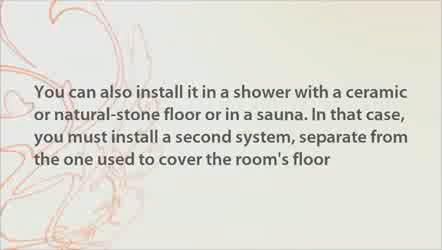 You can also install it in a shower with a ceramic
or natural-stone floor or in a sauna. In that case,
you must install a second system, separate from
the one used to cover the room's floor